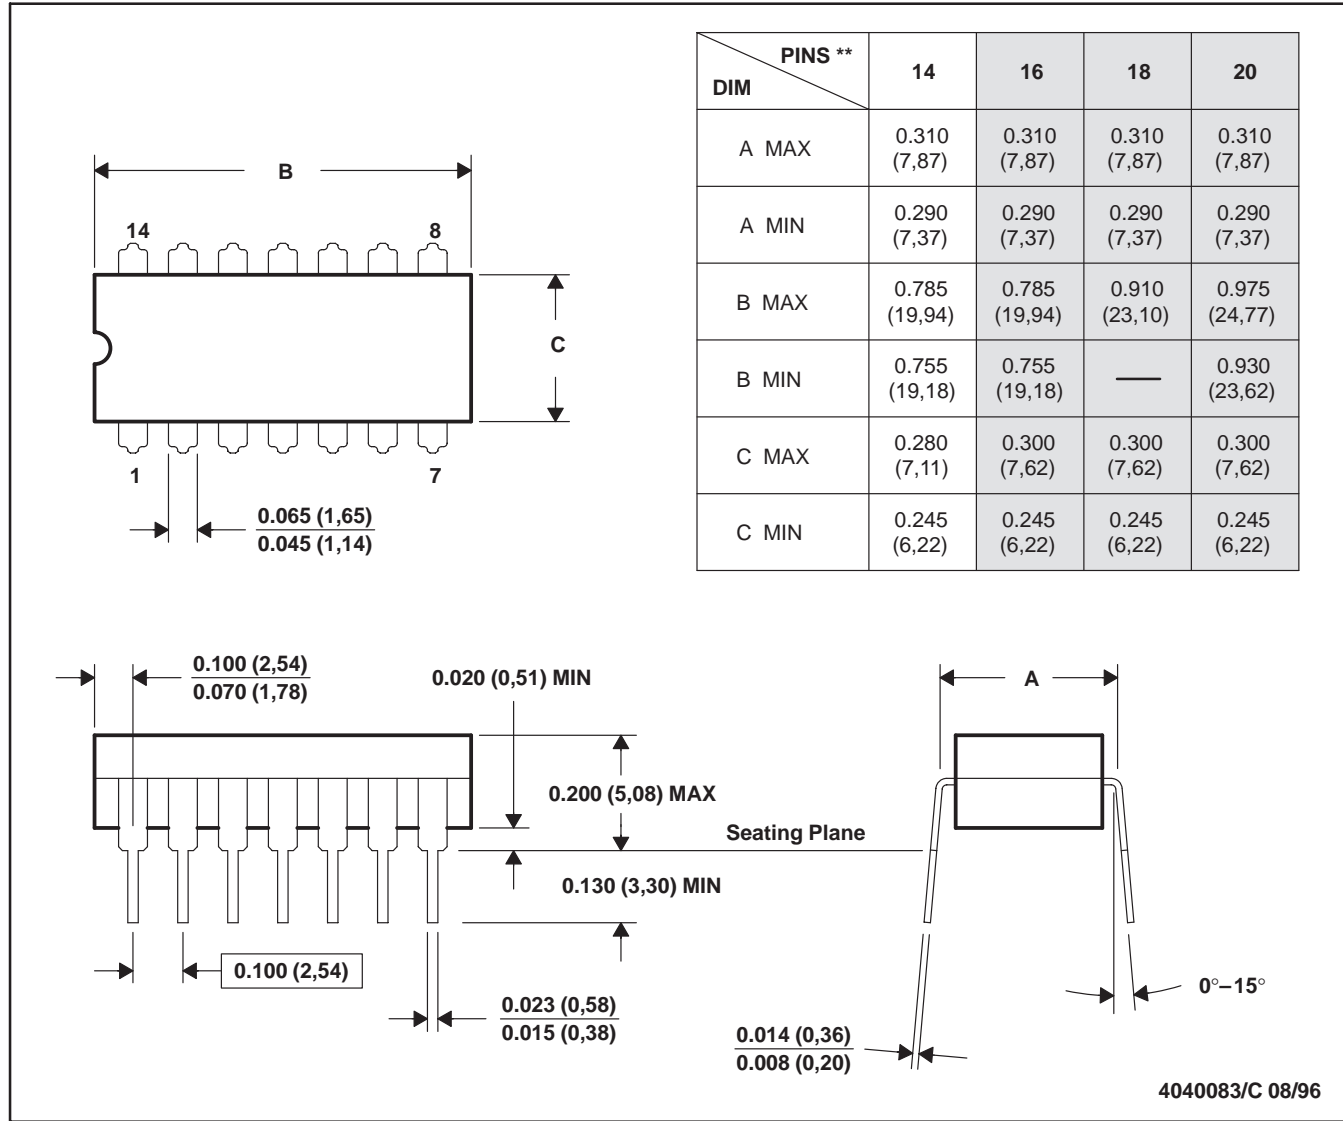 PINS ** 14 16 18 20
DIM
A MAX 0.310 0.310 0.310 0.310
(7,87) (7,87) (7,87) (7,87)
A MIN 0.290 0.290 0.290 0.290
(7,37) (7,37) (7,37) (7,37)
B MAX 0.785 0.785 0.910 0.975
(19,94) (19,94) (23,10) (24,77)
B MIN 0.755 0.755 — 0.930
(19,18) (19,18) (23,62)
C MAX 0.280 0.300 0.300 0.300
(7,11) (7,62) (7,62) (7,62)
C MIN 0.245 0.245 0.245 0.245
(6,22) (6,22) (6,22) (6,22)
B
14 8
C
1 7
0.065 (1,65)
0.045 (1,14)
0.100 (2,54)
0.070 (1,78)
0.020 (0,51) MIN
A
0.200 (5,08) MAX
Seating Plane
0.130 (3,30) MIN
0.100 (2,54)
0°–15°
0.023 (0,58)
0.015 (0,38)
0.014 (0,36)
0.008 (0,20)
4040083/C 08/96